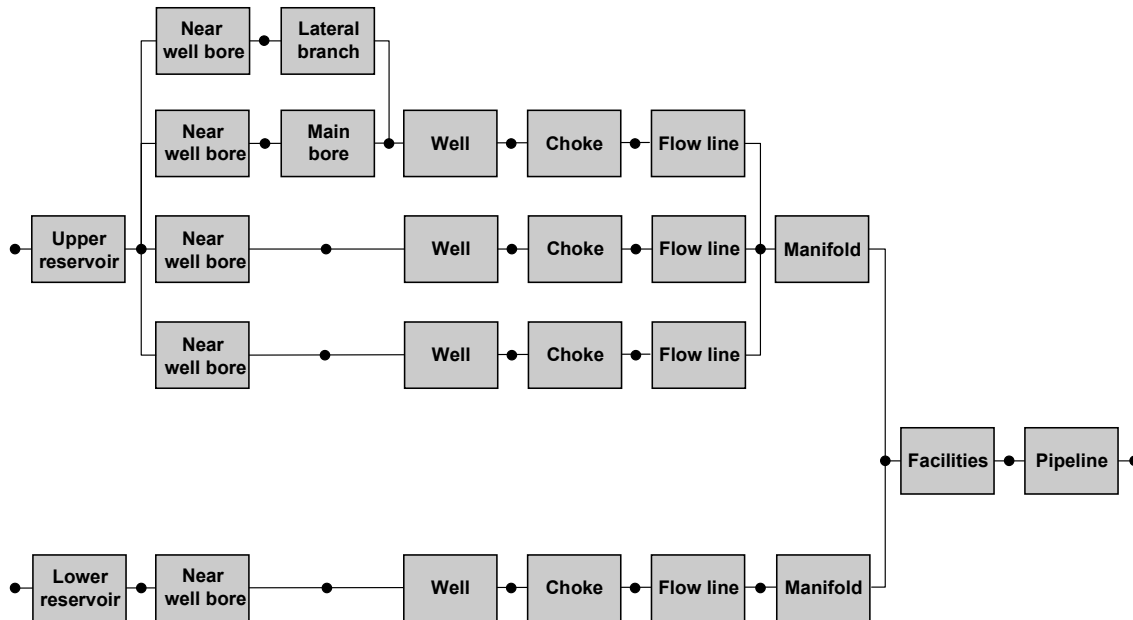 Near
well bore
Lateral
branch
Near
well bore
Main
bore
Well
Choke
Flow line
Upper
reservoir
Near
well bore
Well
Choke
Flow line
Manifold
Near
well bore
Well
Choke
Flow line
Facilities
Pipeline
Lower
reservoir
Near
well bore
Well
Choke
Flow line
Manifold